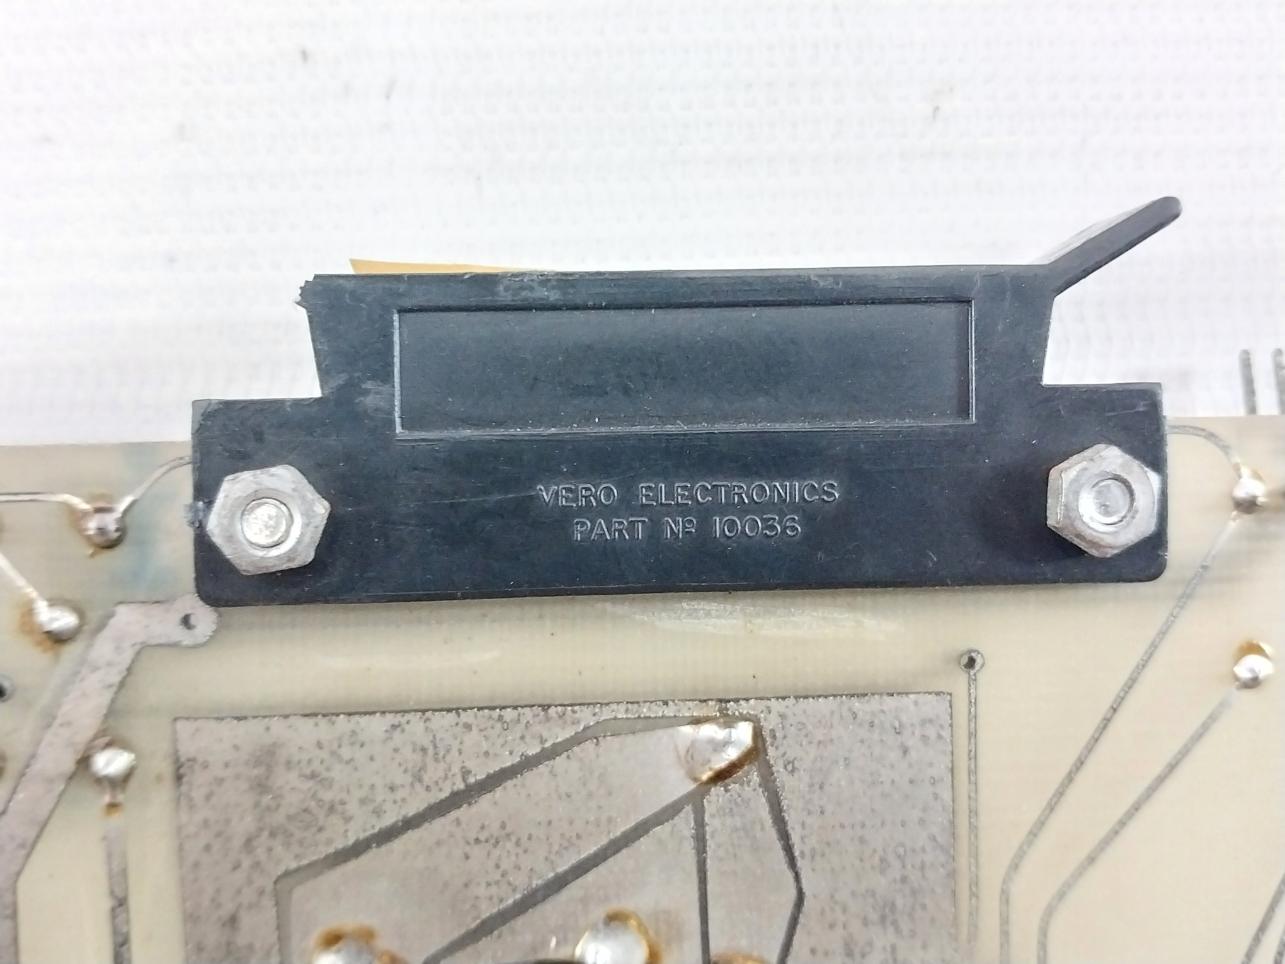 VERO ELECTRONICS
PART Nº 10036